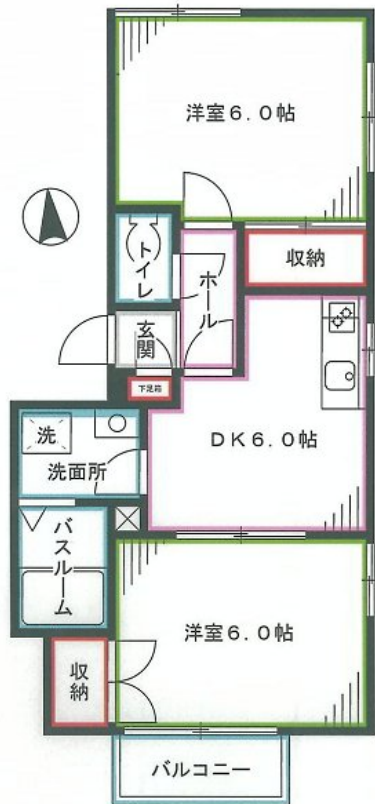 洋室6.0帖
収納
トイレ
ホール
玄関
下足箱
DK6.0帖
洗
洗面所
バスルーム
洋室6.0帖
収納
バルコニー